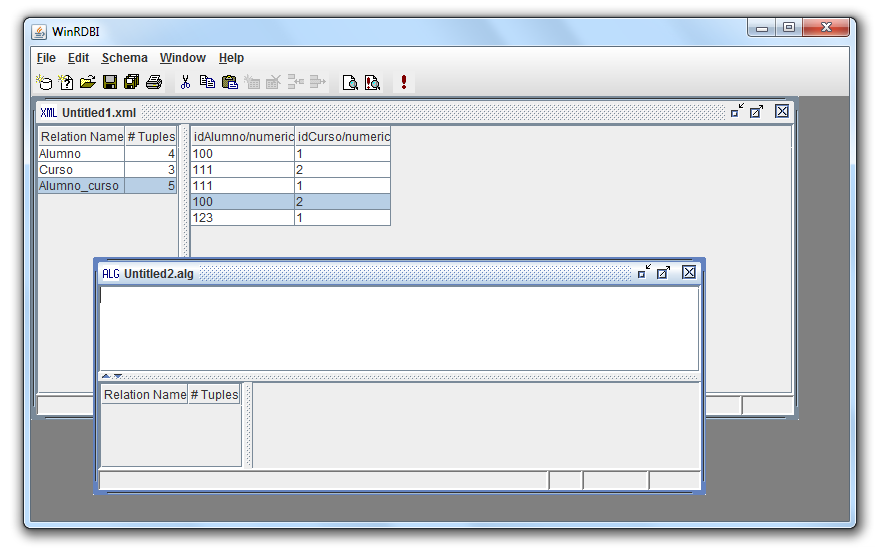 WinRDBI
File Edit Schema Window Help
XML Untitled1.xml
Relation Name # Tuples idAlumno/numeric idCurso/numeric
Alumno 4 100 1
Curso 3 111 2
Alumno_curso 5 111 1
100 2
123 1
ALG Untitled2.alg
Relation Name # Tuples